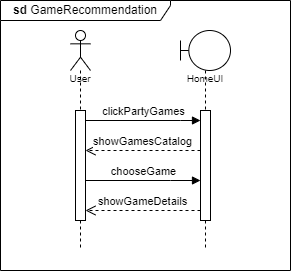 sd GameRecommendation
User
HomeUI
clickPartyGames
showGamesCatalog
chooseGame
showGameDetails